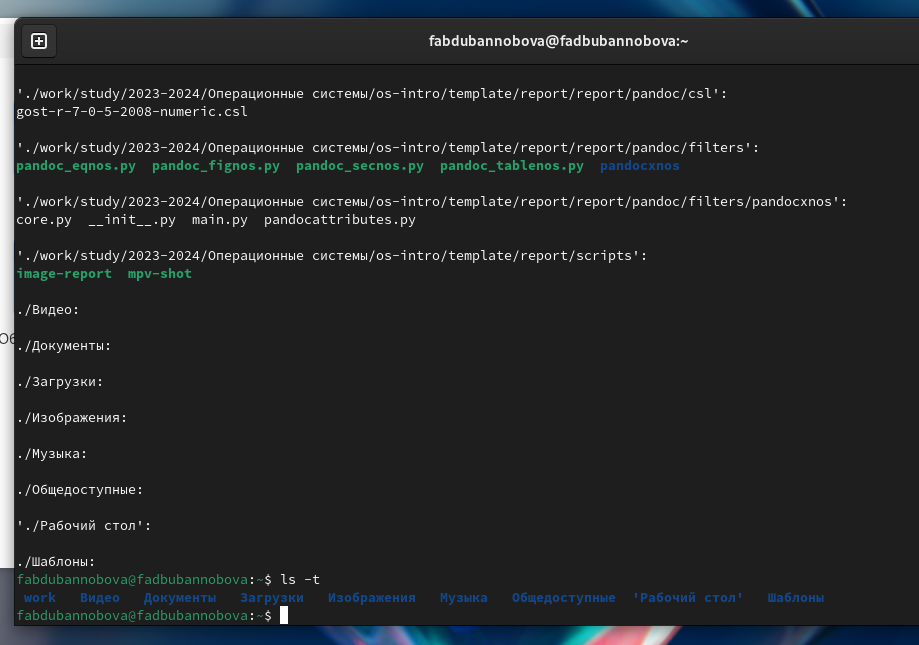 fabdubannobova@fadbubannobova:~
'./work/study/2023-2024/Операционные системы/os-intro/template/report/report/pandoc/csl':
gost-r-7-0-5-2008-numeric.csl
'./work/study/2023-2024/Операционные системы/os-intro/template/report/report/pandoc/filters':
pandoc_eqnos.py  pandoc_fignos.py  pandoc_secnos.py  pandoc_tablenos.py  pandocxnos
'./work/study/2023-2024/Операционные системы/os-intro/template/report/report/pandoc/filters/pandocxnos':
core.py  __init__.py  main.py  pandocattributes.py
'./work/study/2023-2024/Операционные системы/os-intro/template/report/scripts':
image-report  mpv-shot
./Видео:
Об
./Документы:
./Загрузки:
./Изображения:
./Музыка:
./Общедоступные:
'./Рабочий стол':
./Шаблоны:
fabdubannobova@fadbubannobova:~$ ls -t
work   Видео   Документы   Загрузки   Изображения   Музыка   Общедоступные  'Рабочий стол'   Шаблоны
fabdubannobova@fadbubannobova:~$